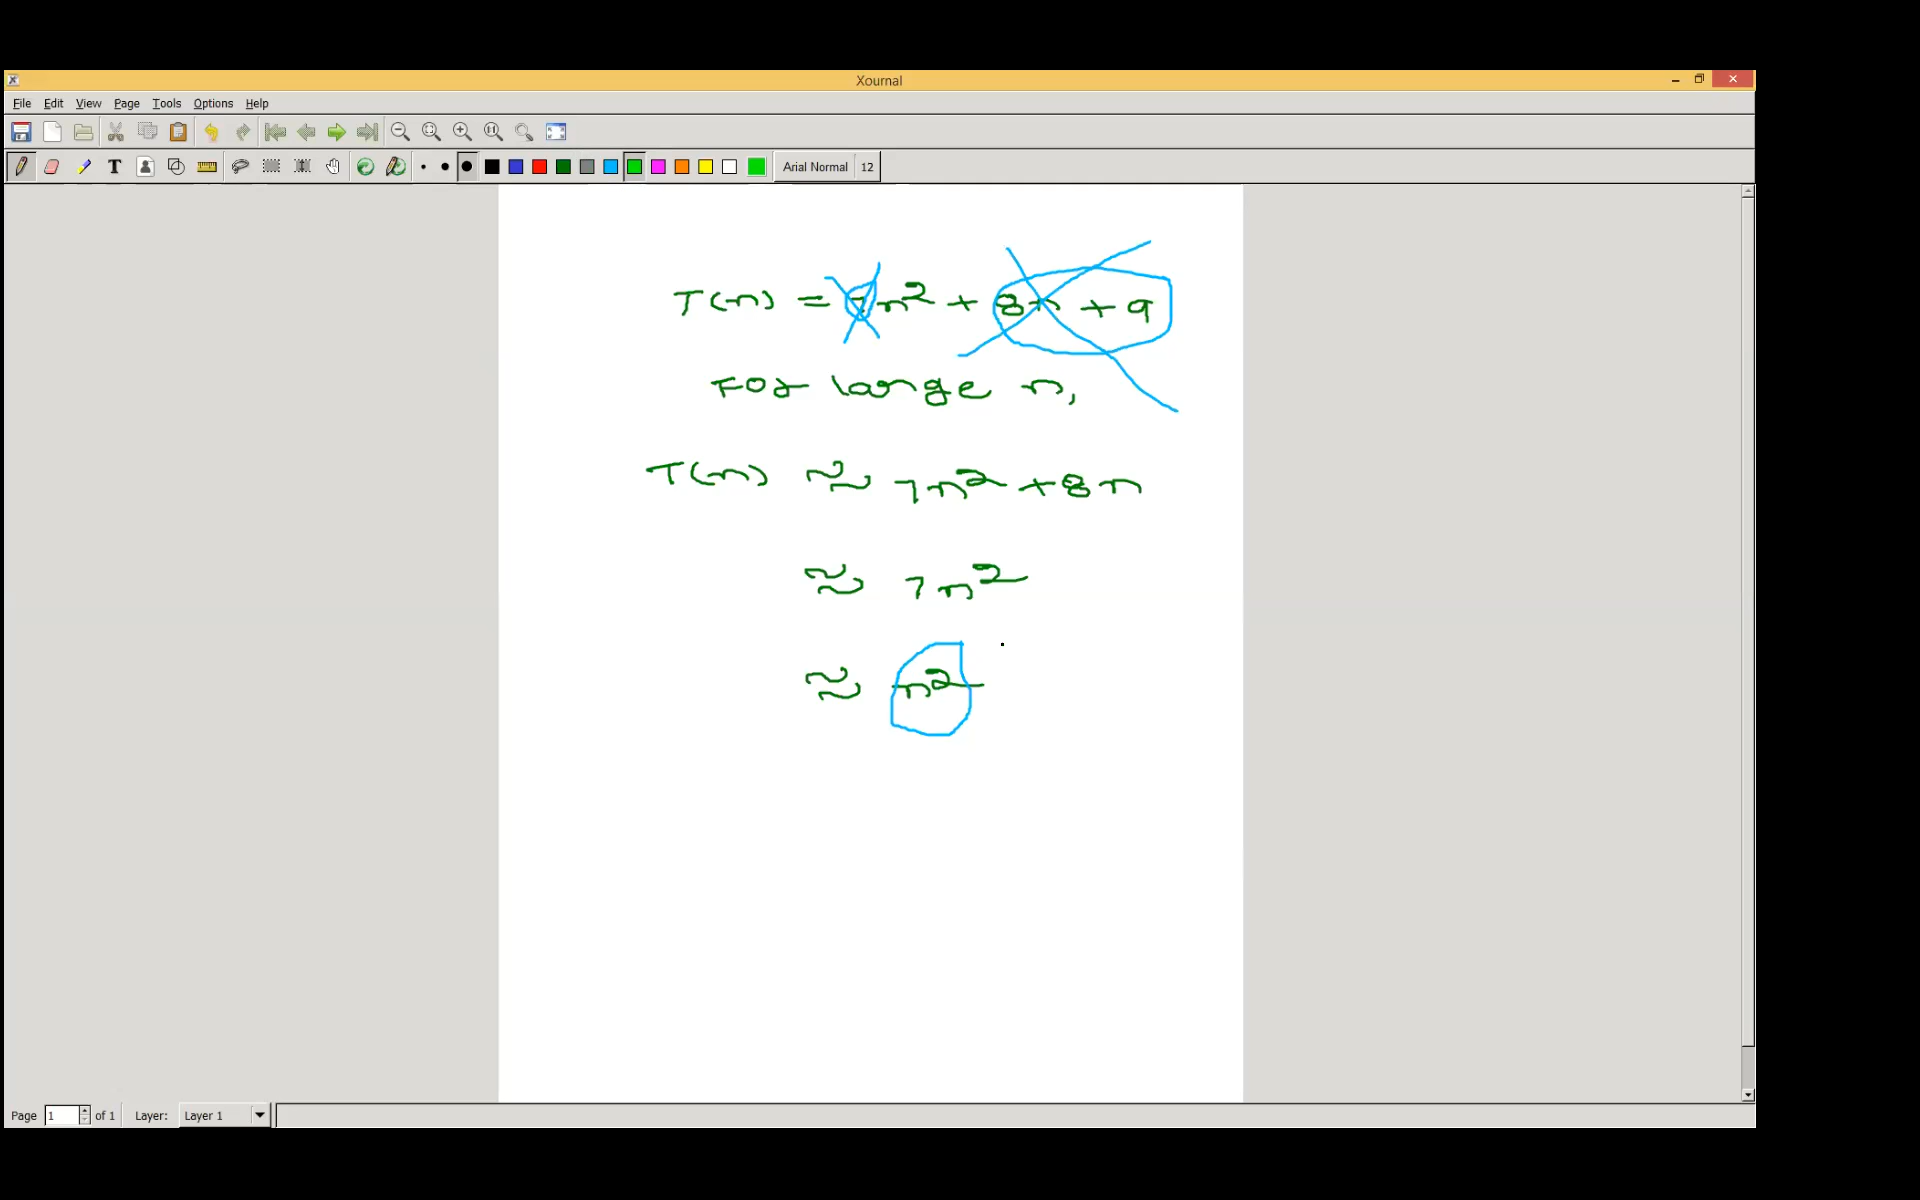 Xournal
File Edit View Page Tools Options Help
T Arial Normal 12
T(n) = 7n² + 8n + 9
For large n,
T(n) ≈ 7n² + 8n
≈ 7n²
≈ n²
Page 1 of 1 Layer: Layer 1